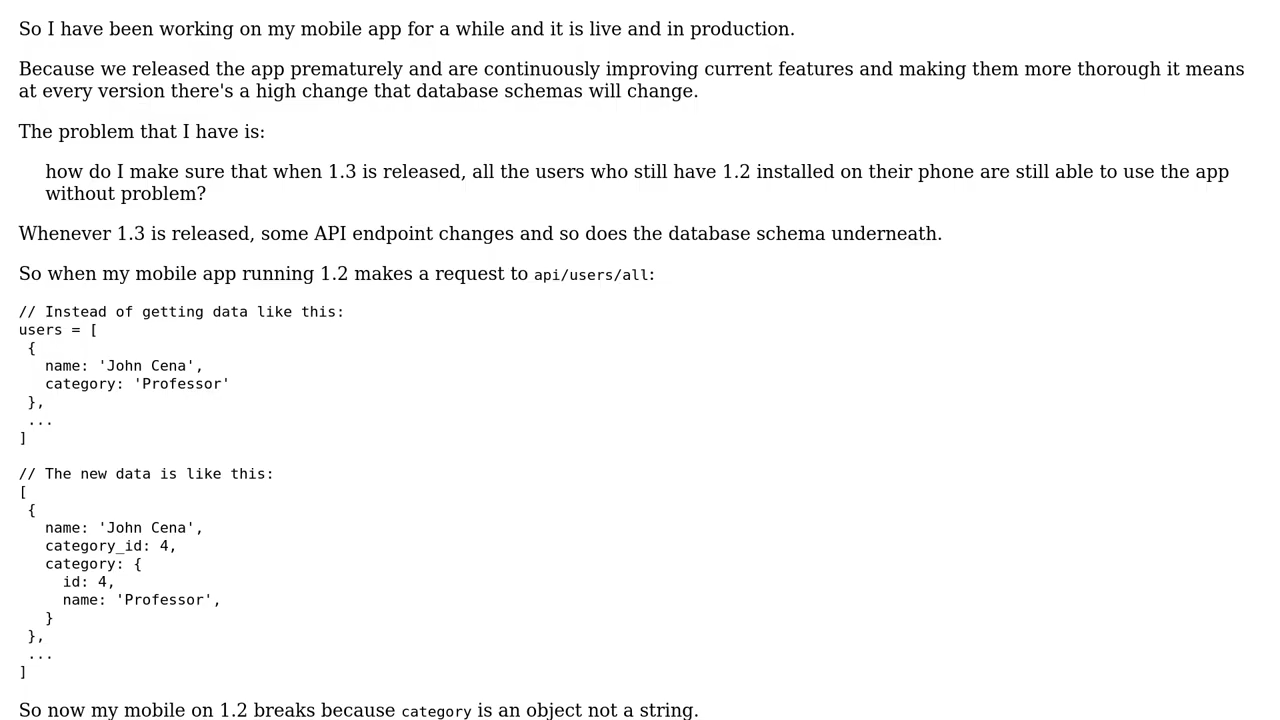 So I have been working on my mobile app for a while and it is live and in production.
Because we released the app prematurely and are continuously improving current features and making them more thorough it means
at every version there's a high change that database schemas will change.
The problem that I have is:
how do I make sure that when 1.3 is released, all the users who still have 1.2 installed on their phone are still able to use the app
without problem?
Whenever 1.3 is released, some API endpoint changes and so does the database schema underneath.
So when my mobile app running 1.2 makes a request to api/users/all:
// Instead of getting data like this:
users = [
 {
   name: 'John Cena',
   category: 'Professor'
 },
 ...
]
// The new data is like this:
[
 {
   name: 'John Cena',
   category_id: 4,
   category: {
     id: 4,
     name: 'Professor',
   }
 },
 ...
]
So now my mobile on 1.2 breaks because category is an object not a string.